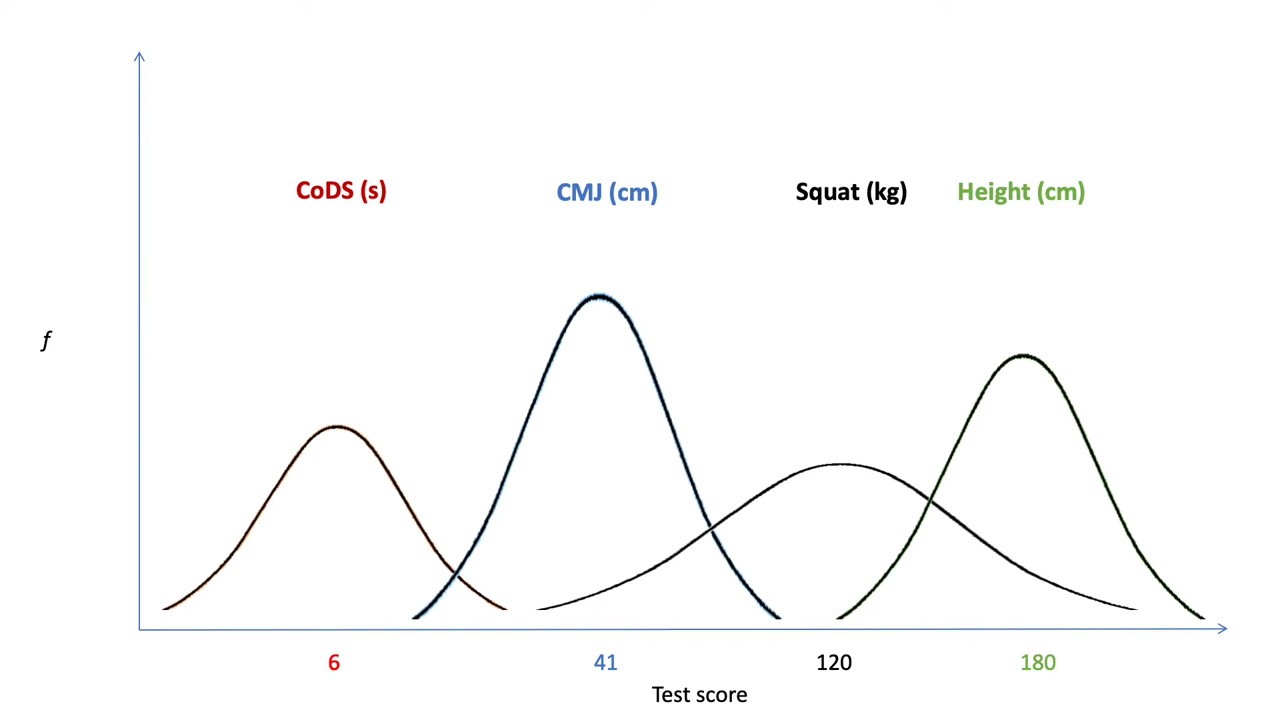 CoDS (s)
CMJ (cm)
Squat (kg)
Height (cm)
f
6
41
120
180
Test score